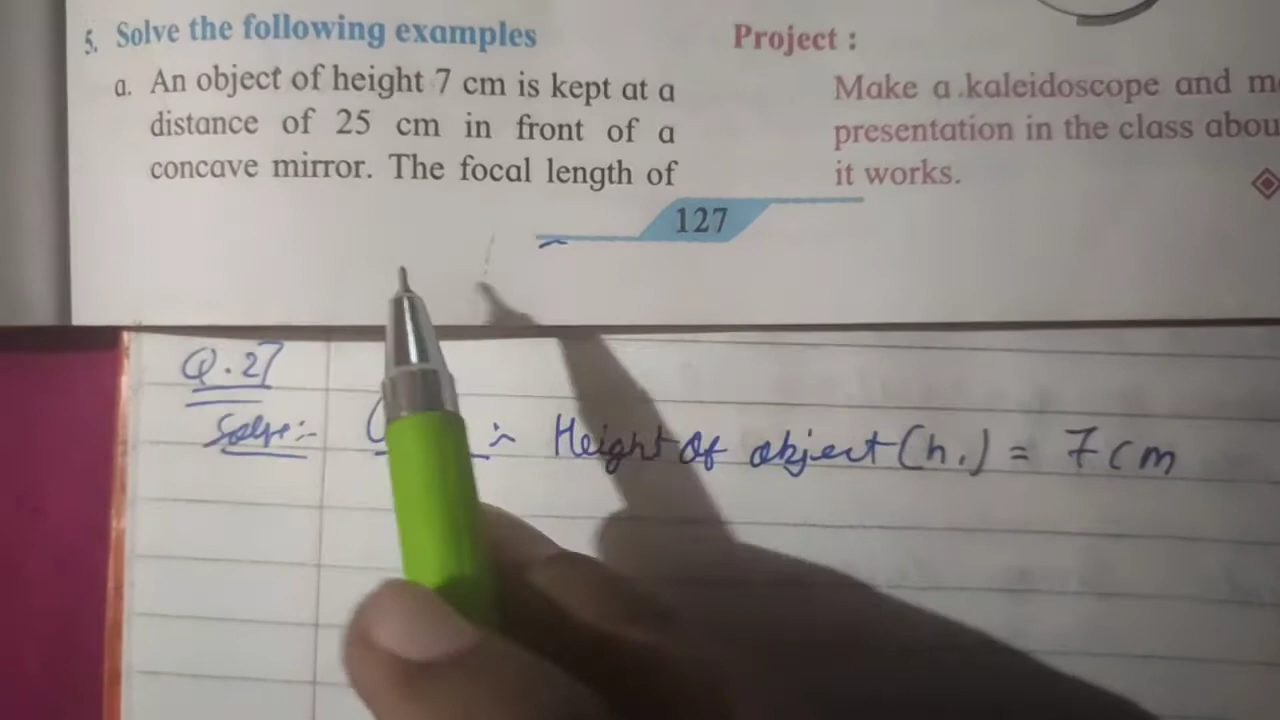 5. Solve the following examples
a. An object of height 7 cm is kept at a
distance of 25 cm in front of a
concave mirror. The focal length of
Project :
Make a kaleidoscope and m
presentation in the class abou
it works.
127
Q.27
Solve:-
:- Height of object (h1) = 7 cm